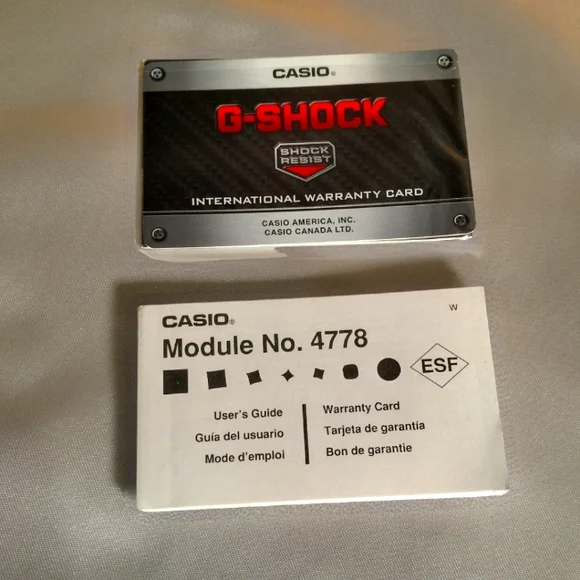 CASIO®
G-SHOCK
SHOCK
RESIST
INTERNATIONAL WARRANTY CARD
CASIO AMERICA, INC.
CASIO CANADA LTD.
CASIO®
W
Module No. 4778
ESF
User's Guide
Guía del usuario
Mode d'emploi
Warranty Card
Tarjeta de garantía
Bon de garantie